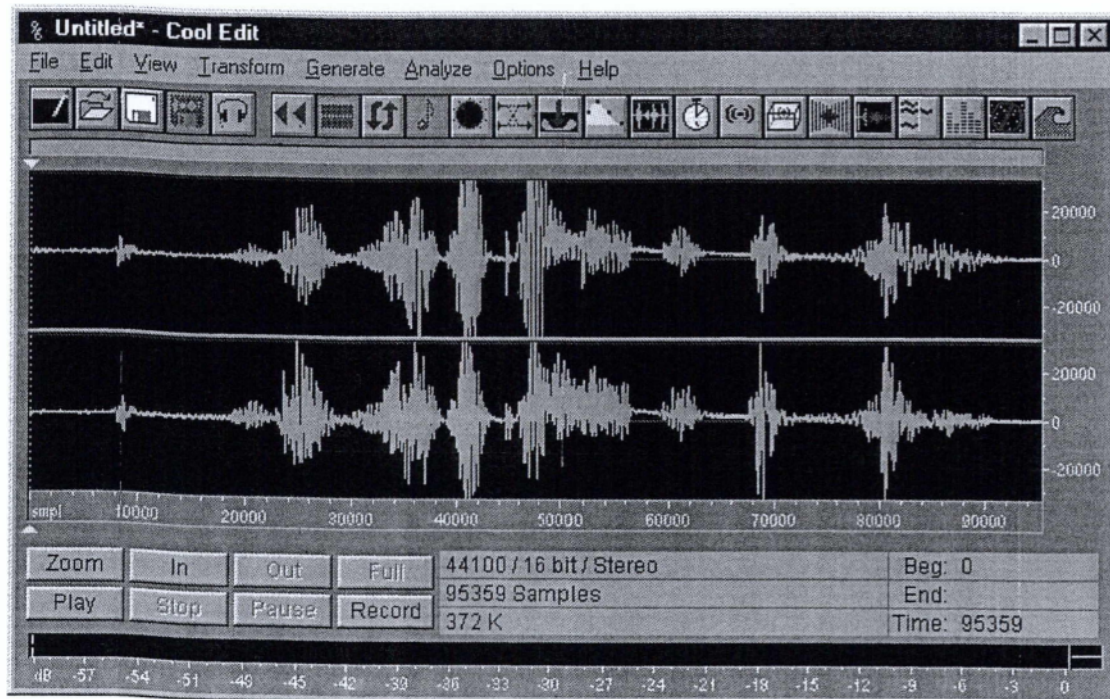 Untitled* - Cool Edit
File Edit View Transform Generate Analyze Options Help
20000
0
-20000
20000
0
-20000
smpl 10000 20000 30000 40000 50000 60000 70000 80000 90000
Zoom In Out Full 44100 / 16 bit / Stereo Beg: 0
Play Stop Pause Record 95359 Samples End:
372 K Time: 95359
dB -57 -54 -51 -48 -45 -42 -39 -36 -33 -30 -27 -24 -21 -18 -15 -12 -9 -6 -3 0